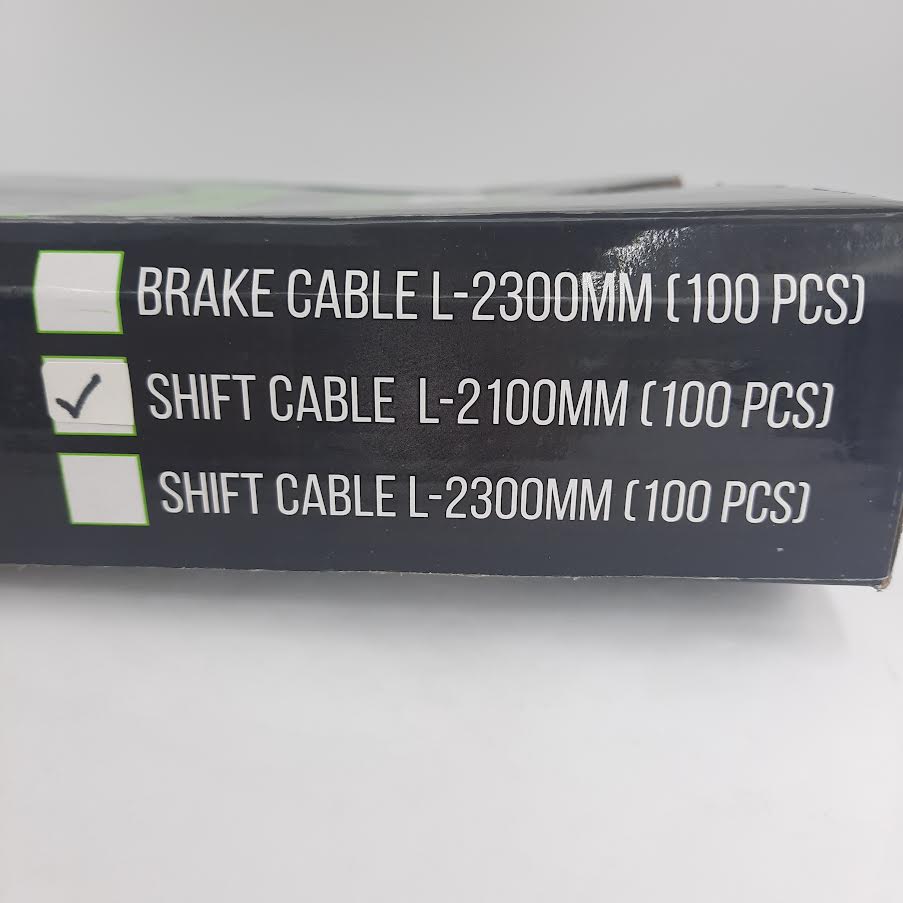 BRAKE CABLE L-2300MM (100 PCS)
SHIFT CABLE L-2100MM (100 PCS)
SHIFT CABLE L-2300MM (100 PCS)